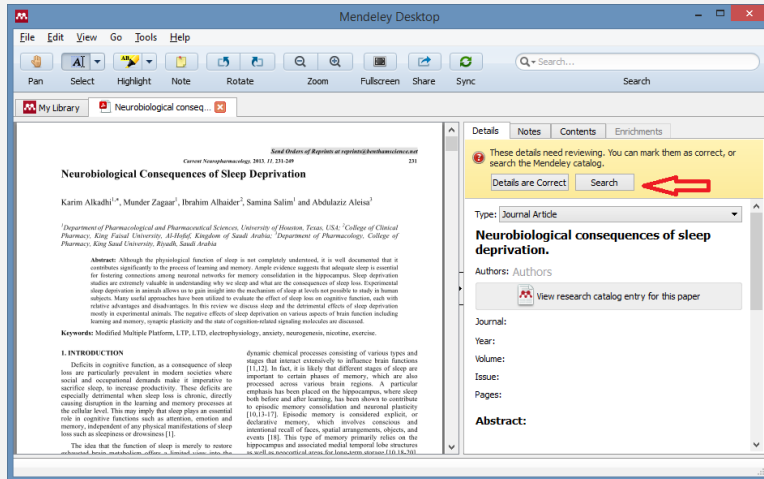 Mendeley Desktop
File Edit View Go Tools Help
Pan Select Highlight Note Rotate Zoom Fullscreen Share Sync Search
Search...
My Library
Neurobiological conseq...
Send Orders of Reprints at reprints@benthamscience.net
Current Neuropharmacology, 2013, 11, 231-249 231
Neurobiological Consequences of Sleep Deprivation
Karim Alkadhi1,*, Munder Zagaar1, Ibrahim Alhaider2, Samina Salim1 and Abdulaziz Aleisa3
1Department of Pharmacological and Pharmaceutical Sciences, University of Houston, Texas, USA; 2College of Clinical
Pharmacy, King Faisal University, Al-Hofuf, Kingdom of Saudi Arabia; 3Department of Pharmacology, College of
Pharmacy, King Saud University, Riyadh, Saudi Arabia
Abstract: Although the physiological function of sleep is not completely understood, it is well documented that it
contributes significantly to the process of learning and memory. Ample evidence suggests that adequate sleep is essential
for fostering connections among neuronal networks for memory consolidation in the hippocampus. Sleep deprivation
studies are extremely valuable in understanding why we sleep and what are the consequences of sleep loss. Experimental
sleep deprivation in animals allows us to gain insight into the mechanism of sleep at levels not possible to study in human
subjects. Many useful approaches have been utilized to evaluate the effect of sleep loss on cognitive function, each with
relative advantages and disadvantages. In this review we discuss sleep and the detrimental effects of sleep deprivation
mostly in experimental animals. The negative effects of sleep deprivation on various aspects of brain function including
learning and memory, synaptic plasticity and the state of cognition-related signaling molecules are discussed.
Keywords: Modified Multiple Platform, LTP, LTD, electrophysiology, anxiety, neurogenesis, nicotine, exercise.
1. INTRODUCTION
Deficits in cognitive function, as a consequence of sleep
loss are particularly prevalent in modern societies where
social and occupational demands make it imperative to
sacrifice sleep, to increase productivity. These deficits are
especially detrimental when sleep loss is chronic, directly
causing disruption in the learning and memory processes at
the cellular level. This may imply that sleep plays an essential
role in cognitive functions such as attention, emotion and
memory, independent of any physical manifestations of sleep
loss such as sleepiness or drowsiness [1].
The idea that the function of sleep is merely to restore
exhausted brain metabolism offers a limited view into the
dynamic chemical processes consisting of various types and
stages that interact extensively to influence brain functions
[11,12]. In fact, it is likely that different stages of sleep are
important to certain phases of memory, which are also
processed across various brain regions. A particular
emphasis has been placed on the hippocampus, where sleep
both before and after learning, has been shown to contribute
to episodic memory consolidation and neuronal plasticity
[10,13-17]. Episodic memory is considered explicit, or
declarative memory, which involves conscious and
intentional recall of faces, spatial arrangements, objects, and
events [18]. This type of memory primarily relies on the
hippocampus and associated medial temporal lobe structures
as well as neocortical areas for long-term storage [10,18-20].
Details Notes Contents Enrichments
These details need reviewing. You can mark them as correct, or
search the Mendeley catalog.
Details are Correct Search
Type: Journal Article
Neurobiological consequences of sleep
deprivation.
Authors: Authors
View research catalog entry for this paper
Journal:
Year:
Volume:
Issue:
Pages:
Abstract: